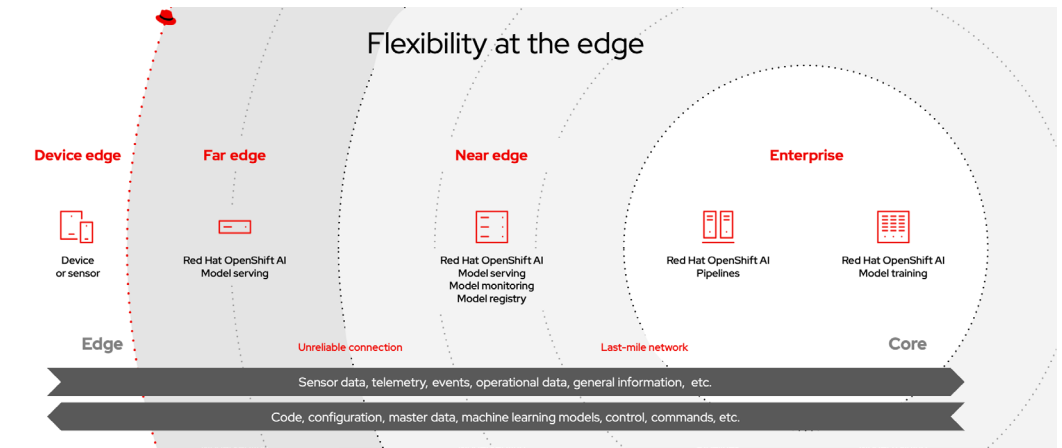 Flexibility at the edge
Device edge
Far edge
Near edge
Enterprise
Device
or sensor
Red Hat OpenShift AI
Model serving
Red Hat OpenShift AI
Model serving
Model monitoring
Model registry
Red Hat OpenShift AI
Pipelines
Red Hat OpenShift AI
Model training
Edge
Unreliable connection
Last-mile network
Core
Sensor data, telemetry, events, operational data, general information, etc.
Code, configuration, master data, machine learning models, control, commands, etc.